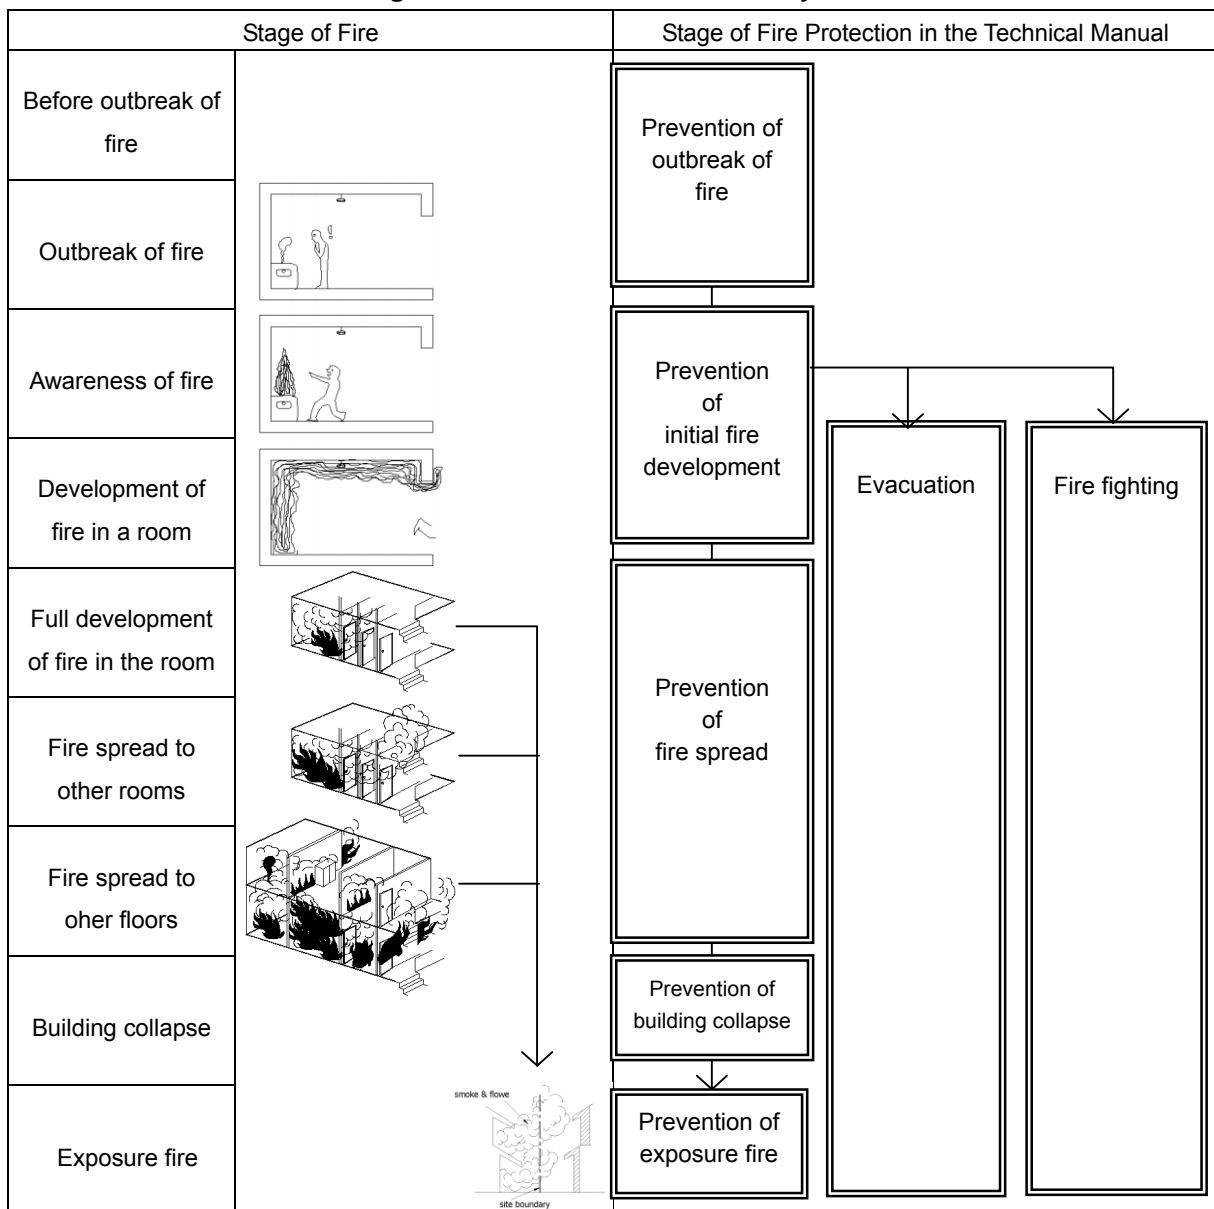 Stage of Fire
Stage of Fire Protection in the Technical Manual
Before outbreak of
fire
Prevention of
outbreak of
fire
Outbreak of fire
!
Awareness of fire
Prevention
of
initial fire
development
Evacuation
Fire fighting
Development of
fire in a room
Full development
of fire in the room
Prevention
of
fire spread
Fire spread to
other rooms
Fire spread to
oher floors
Building collapse
Prevention of
building collapse
Exposure fire
smoke & flowe
site boundary
Prevention of
exposure fire